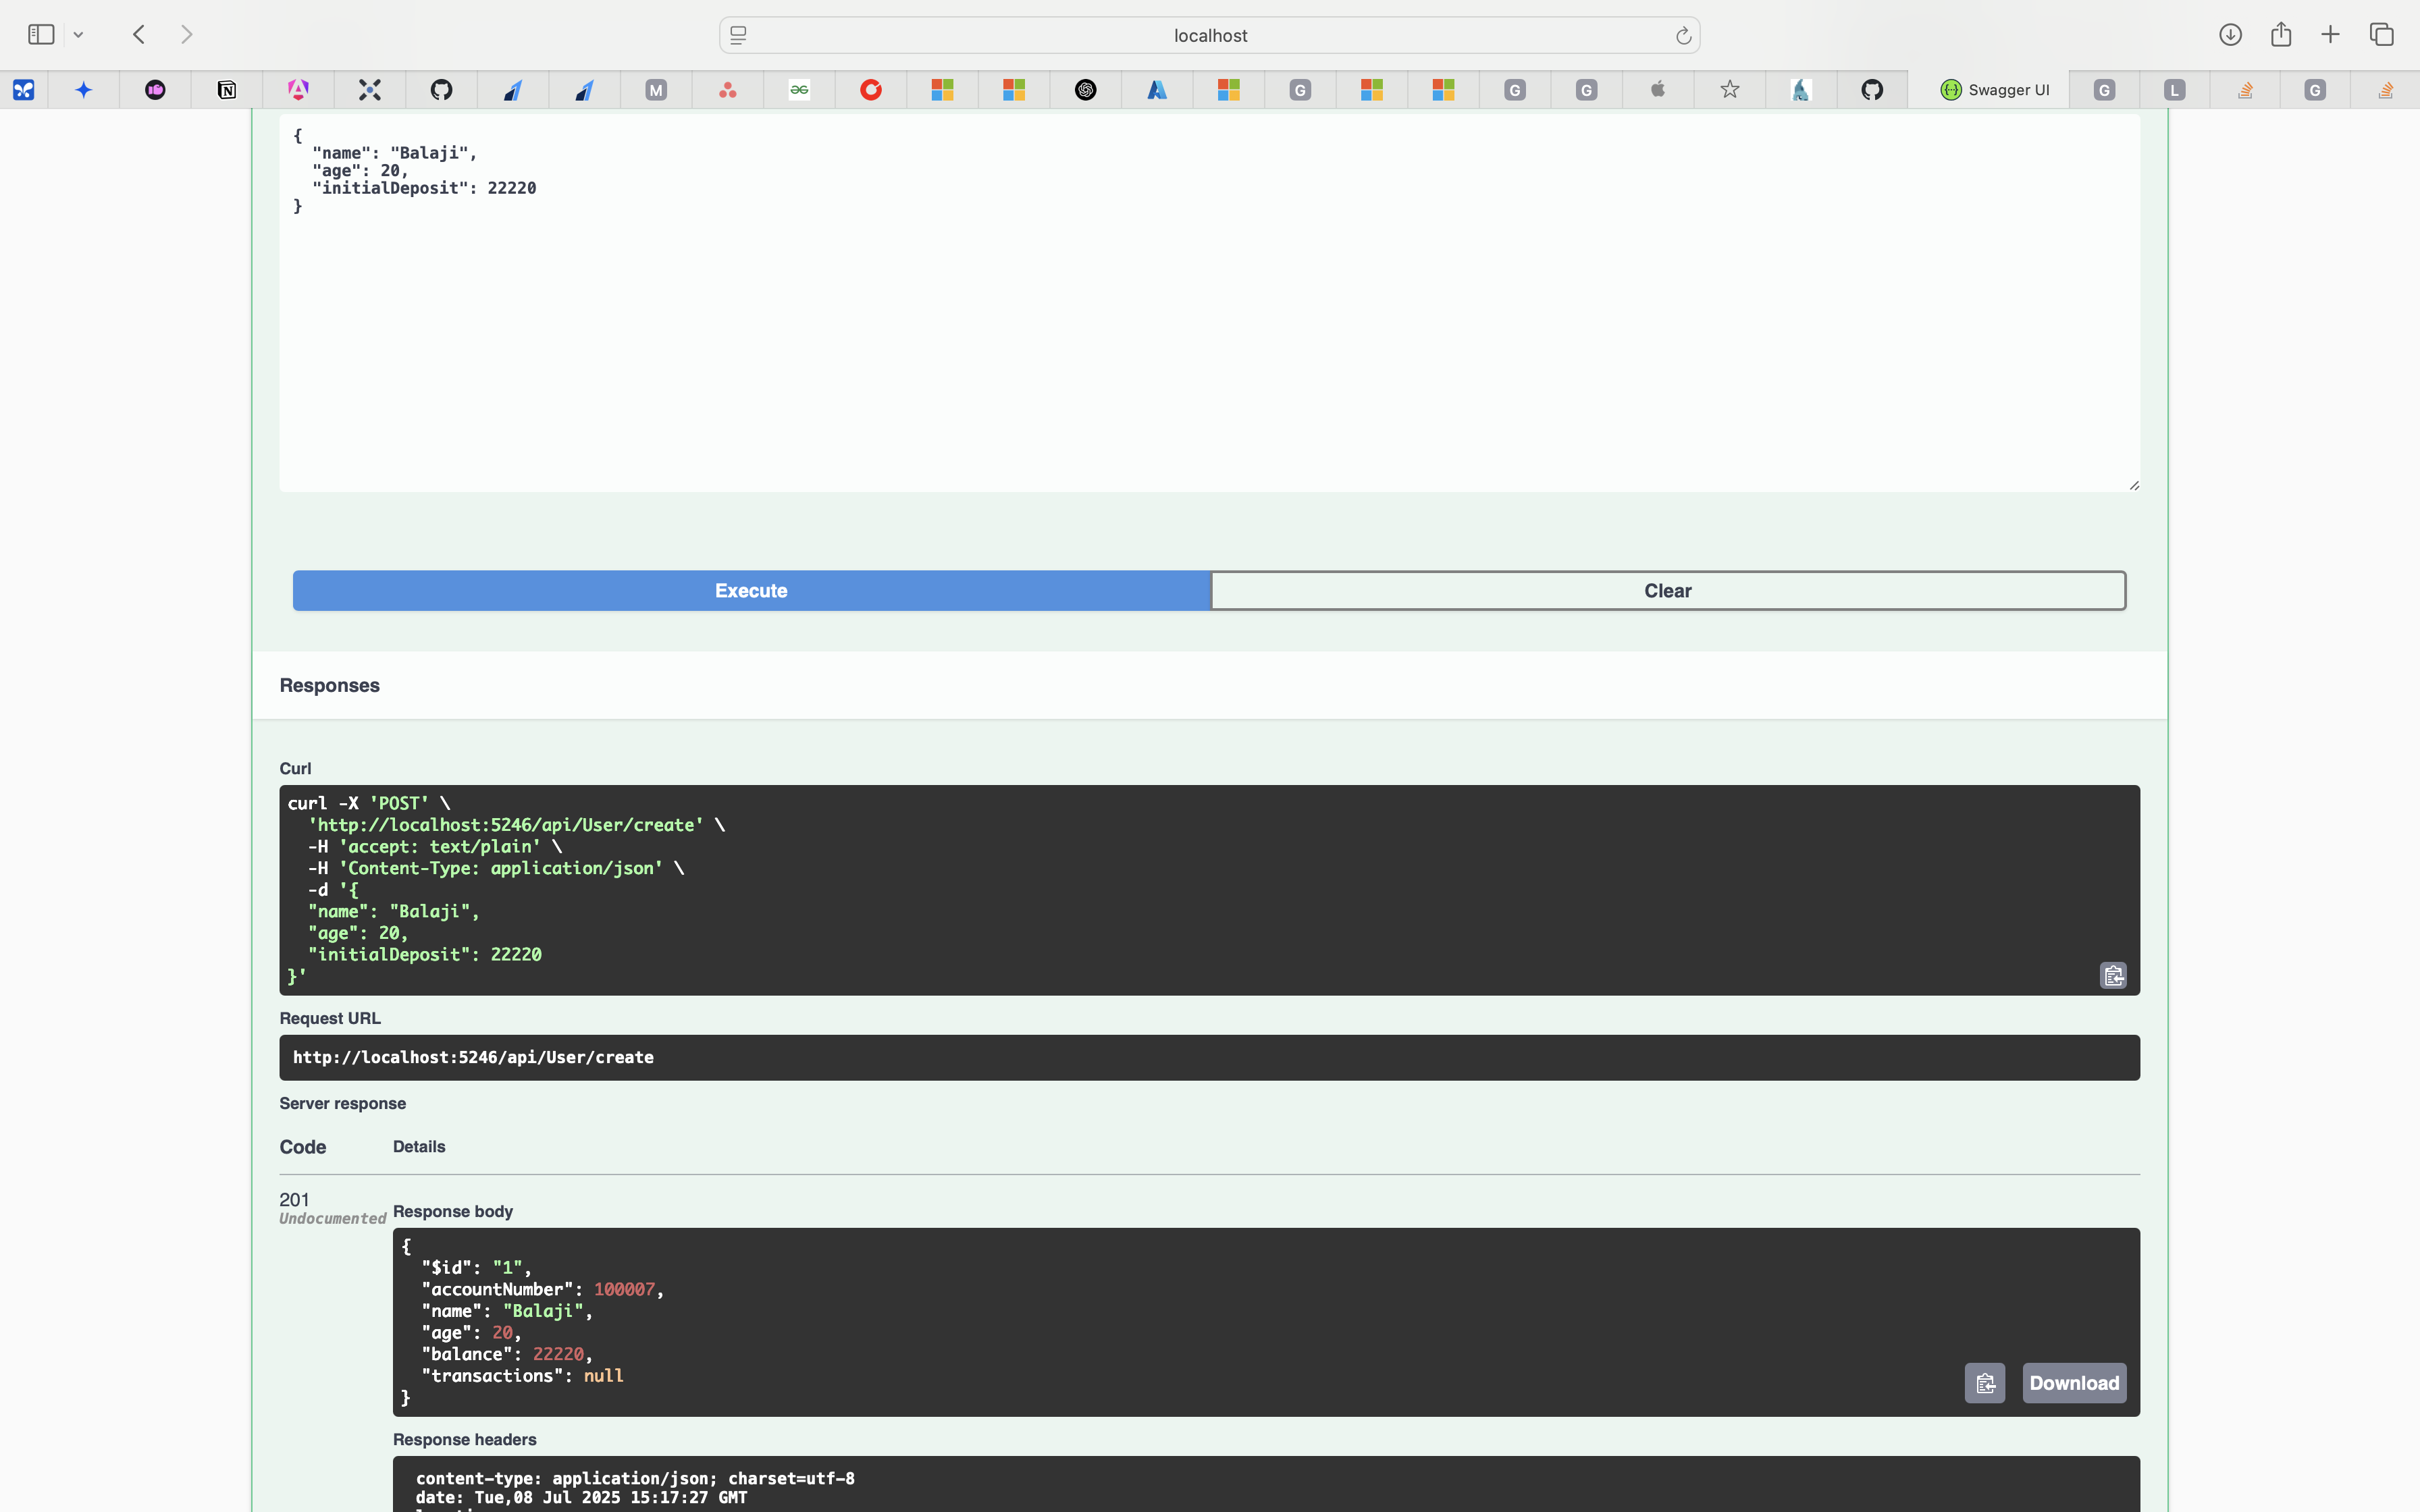 localhost
M
G
G
G
Swagger UI
G
L
G
{
  "name": "Balaji",
  "age": 20,
  "initialDeposit": 22220
}
Execute
Clear
Responses
Curl
curl -X 'POST' \
  'http://localhost:5246/api/User/create' \
  -H 'accept: text/plain' \
  -H 'Content-Type: application/json' \
  -d '{
  "name": "Balaji",
  "age": 20,
  "initialDeposit": 22220
}'
Request URL
http://localhost:5246/api/User/create
Server response
Code Details
201
Undocumented
Response body
{
  "$id": "1",
  "accountNumber": 100007,
  "name": "Balaji",
  "age": 20,
  "balance": 22220,
  "transactions": null
}
Download
Response headers
content-type: application/json; charset=utf-8
date: Tue,08 Jul 2025 15:17:27 GMT